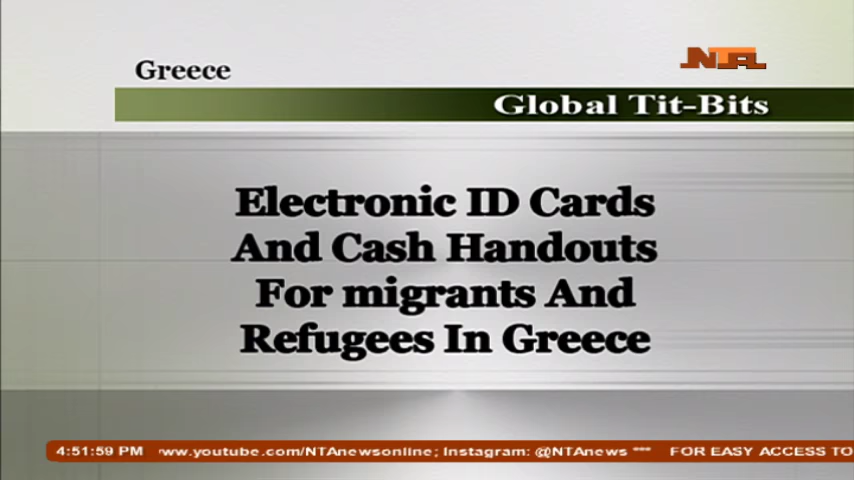 Greece
NTA
Global Tit-Bits
Electronic ID Cards
And Cash Handouts
For migrants And
Refugees In Greece
4:51:59 PM www.youtube.com/NTAnewsonline; Instagram: @NTAnews *** FOR EASY ACCESS TO